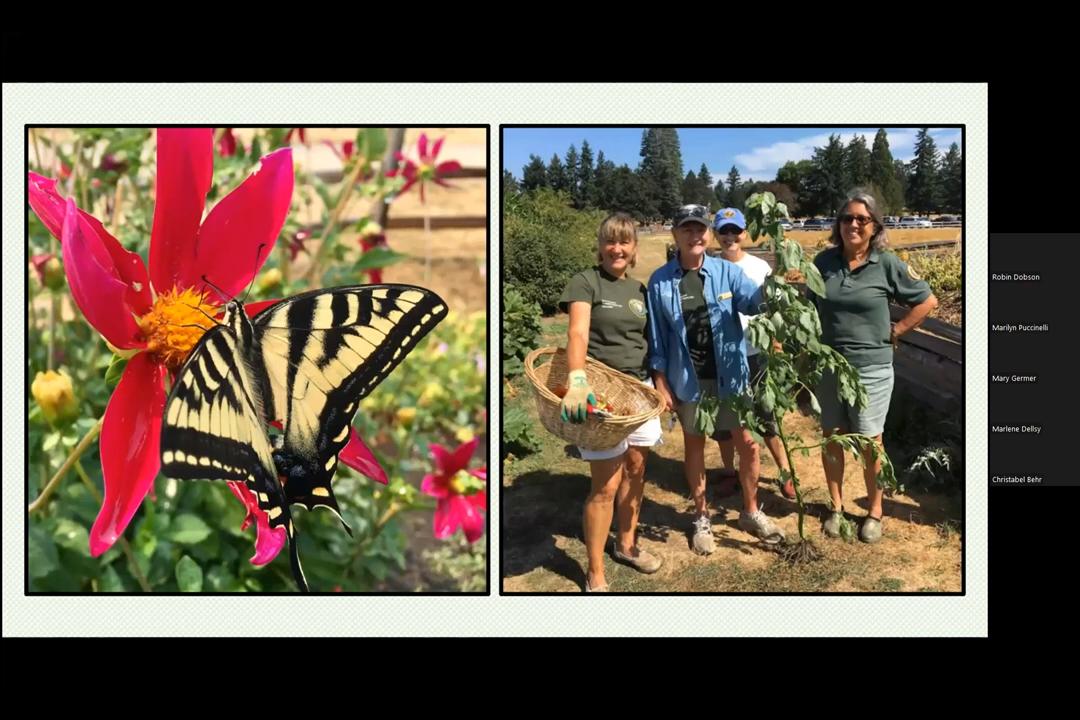 Robin Dobson
Marilyn Puccinelli
Mary Germer
Marlene Dellsy
Christabel Behr